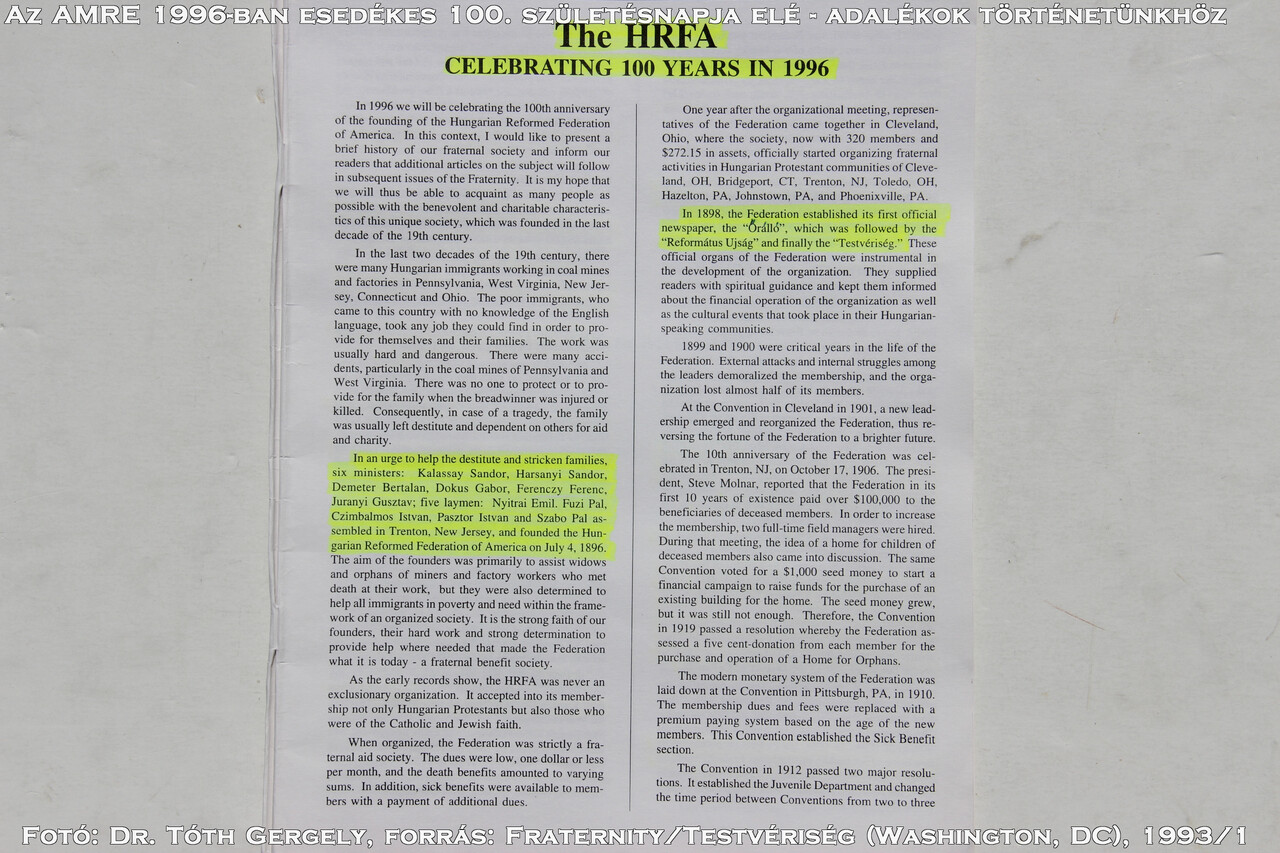 Az AMRE 1996-ban esedékes 100. születésnapja elé - adalékok történetünkhöz
The HRFA
CELEBRATING 100 YEARS IN 1996
In 1996 we will be celebrating the 100th anniversary
of the founding of the Hungarian Reformed Federation
of America. In this context, I would like to present a
brief history of our fraternal society and inform our
readers that additional articles on the subject will follow
in subsequent issues of the Fraternity. It is my hope that
we will thus be able to acquaint as many people as
possible with the benevolent and charitable characteris-
tics of this unique society, which was founded in the last
decade of the 19th century.
In the last two decades of the 19th century, there
were many Hungarian immigrants working in coal mines
and factories in Pennsylvania, West Virginia, New Jer-
sey, Connecticut and Ohio. The poor immigrants, who
came to this country with no knowledge of the English
language, took any job they could find in order to pro-
vide for themselves and their families. The work was
usually hard and dangerous. There were many acci-
dents, particularly in the coal mines of Pennsylvania and
West Virginia. There was no one to protect or to pro-
vide for the family when the breadwinner was injured or
killed. Consequently, in case of a tragedy, the family
was usually left destitute and dependent on others for aid
and charity.
In an urge to help the destitute and stricken families,
six ministers: Kalassay Sandor, Harsanyi Sandor,
Demeter Bertalan, Dokus Gabor, Ferenczy Ferenc,
Juranyi Gusztav; five laymen: Nyitrai Emil. Fuzi Pal,
Czimbalmos Istvan, Pasztor Istvan and Szabo Pal as-
sembled in Trenton, New Jersey, and founded the Hun-
garian Reformed Federation of America on July 4, 1896.
The aim of the founders was primarily to assist widows
and orphans of miners and factory workers who met
death at their work, but they were also determined to
help all immigrants in poverty and need within the frame-
work of an organized society. It is the strong faith of our
founders, their hard work and strong determination to
provide help where needed that made the Federation
what it is today - a fraternal benefit society.
As the early records show, the HRFA was never an
exclusionary organization. It accepted into its member-
ship not only Hungarian Protestants but also those who
were of the Catholic and Jewish faith.
When organized, the Federation was strictly a fra-
ternal aid society. The dues were low, one dollar or less
per month, and the death benefits amounted to varying
sums. In addition, sick benefits were available to mem-
bers with a payment of additional dues.
One year after the organizational meeting, represen-
tatives of the Federation came together in Cleveland,
Ohio, where the society, now with 320 members and
$272.15 in assets, officially started organizing fraternal
activities in Hungarian Protestant communities of Cleve-
land, OH, Bridgeport, CT, Trenton, NJ, Toledo, OH,
Hazelton, PA, Johnstown, PA, and Phoenixville, PA.
In 1898, the Federation established its first official
newspaper, the “Őrálló”, which was followed by the
“Református Ujság” and finally the “Testvériség.” These
official organs of the Federation were instrumental in
the development of the organization. They supplied
readers with spiritual guidance and kept them informed
about the financial operation of the organization as well
as the cultural events that took place in their Hungarian-
speaking communities.
1899 and 1900 were critical years in the life of the
Federation. External attacks and internal struggles among
the leaders demoralized the membership, and the orga-
nization lost almost half of its members.
At the Convention in Cleveland in 1901, a new lead-
ership emerged and reorganized the Federation, thus re-
versing the fortune of the Federation to a brighter future.
The 10th anniversary of the Federation was cel-
ebrated in Trenton, NJ, on October 17, 1906. The presi-
dent, Steve Molnar, reported that the Federation in its
first 10 years of existence paid over $100,000 to the
beneficiaries of deceased members. In order to increase
the membership, two full-time field managers were hired.
During that meeting, the idea of a home for children of
deceased members also came into discussion. The same
Convention voted for a $1,000 seed money to start a
financial campaign to raise funds for the purchase of an
existing building for the home. The seed money grew,
but it was still not enough. Therefore, the Convention
in 1919 passed a resolution whereby the Federation as-
sessed a five cent-donation from each member for the
purchase and operation of a Home for Orphans.
The modern monetary system of the Federation was
laid down at the Convention in Pittsburgh, PA, in 1910.
The membership dues and fees were replaced with a
premium paying system based on the age of the new
members. This Convention established the Sick Benefit
section.
The Convention in 1912 passed two major resolu-
tions. It established the Juvenile Department and changed
the time period between Conventions from two to three
Fotó: Dr. Tóth Gergely, forrás: Fraternity/Testvériség (Washington, DC), 1993/1